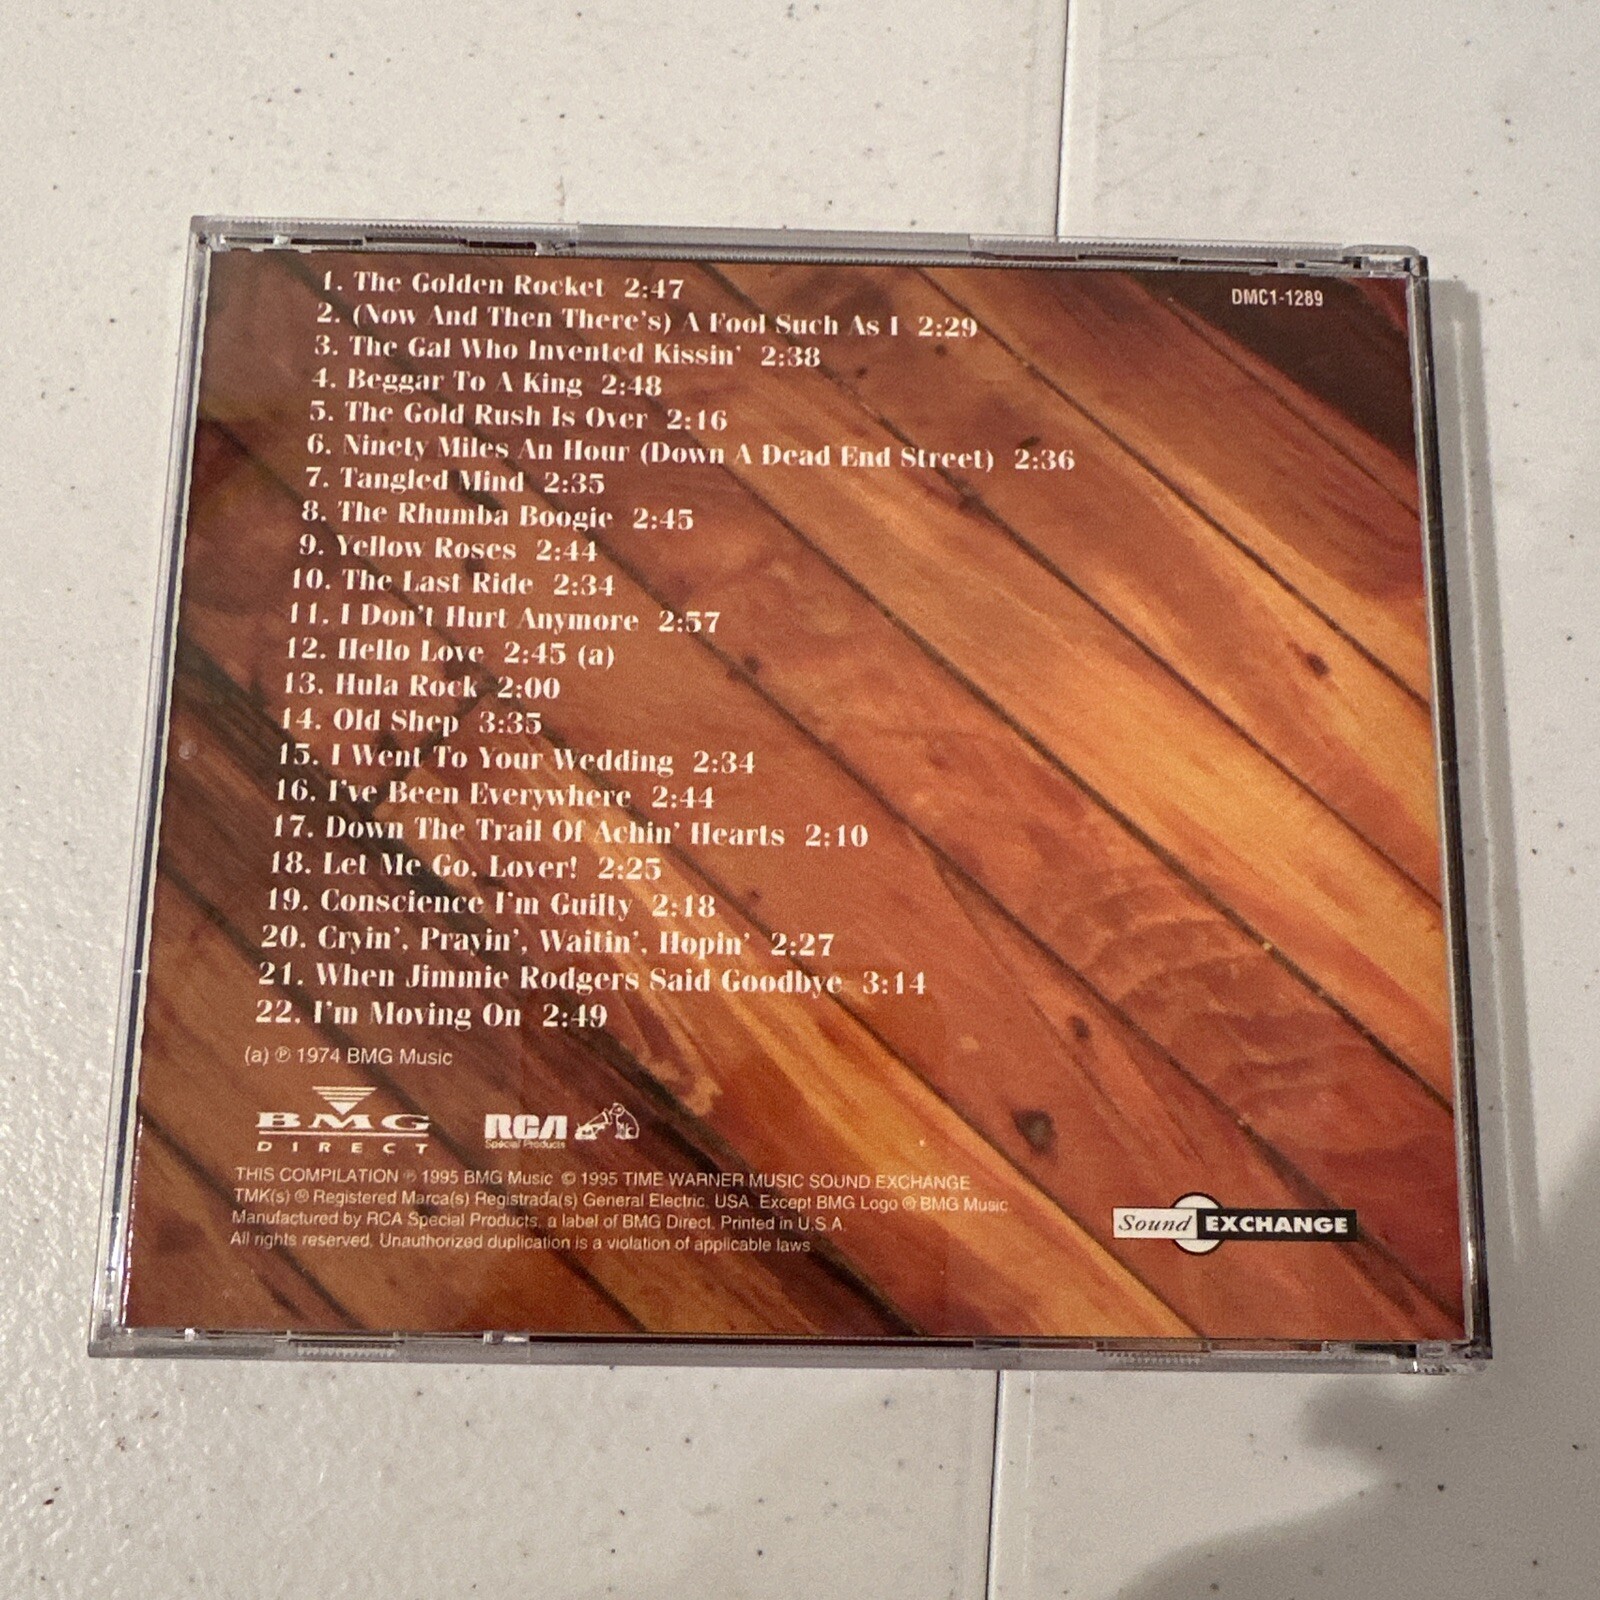 DMC1-1289
1. The Golden Rocket 2:47
2. (Now And Then There's) A Fool Such As I 2:29
3. The Gal Who Invented Kissin' 2:38
4. Beggar To A King 2:48
5. The Gold Rush Is Over 2:16
6. Ninety Miles An Hour (Down A Dead End Street) 2:36
7. Tangled Mind 2:35
8. The Rhumba Boogie 2:45
9. Yellow Roses 2:44
10. The Last Ride 2:34
11. I Don't Hurt Anymore 2:57
12. Hello Love 2:45 (a)
13. Hula Rock 2:00
14. Old Shep 3:35
15. I Went To Your Wedding 2:34
16. I've Been Everywhere 2:44
17. Down The Trail Of Achin' Hearts 2:10
18. Let Me Go, Lover! 2:25
19. Conscience I'm Guilty 2:18
20. Cryin', Prayin', Waitin', Hopin' 2:27
21. When Jimmie Rodgers Said Goodbye 3:14
22. I'm Moving On 2:49
(a) ℗ 1974 BMG Music
BMG
DIRECT
RCA
Special Products
THIS COMPILATION ℗ 1995 BMG Music © 1995 TIME WARNER MUSIC SOUND EXCHANGE
TMK(s) ® Registered Marca(s) Registrada(s) General Electric, USA. Except BMG Logo ® BMG Music
Manufactured by RCA Special Products, a label of BMG Direct. Printed in U.S.A.
All rights reserved. Unauthorized duplication is a violation of applicable laws
Sound EXCHANGE